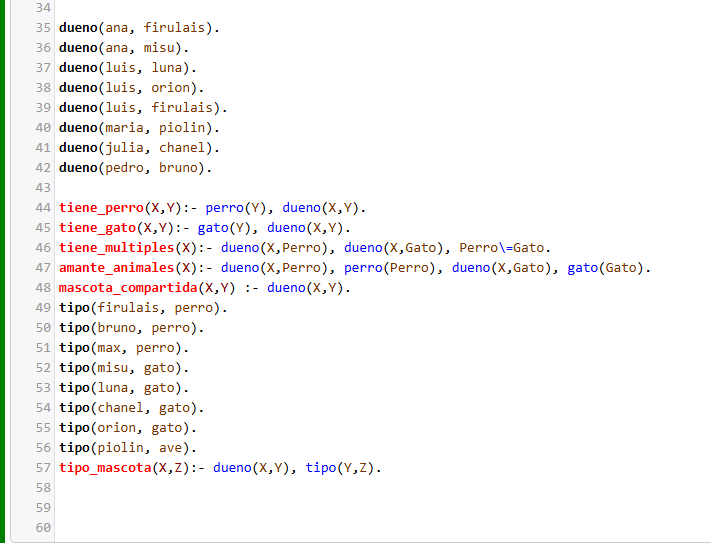 34
35 dueno(ana, firulais).
36 dueno(ana, misu).
37 dueno(luis, luna).
38 dueno(luis, orion).
39 dueno(luis, firulais).
40 dueno(maria, piolin).
41 dueno(julia, chanel).
42 dueno(pedro, bruno).
43
44 tiene_perro(X,Y):- perro(Y), dueno(X,Y).
45 tiene_gato(X,Y):- gato(Y), dueno(X,Y).
46 tiene_multiples(X):- dueno(X,Perro), dueno(X,Gato), Perro\=Gato.
47 amante_animales(X):- dueno(X,Perro), perro(Perro), dueno(X,Gato), gato(Gato).
48 mascota_compartida(X,Y) :- dueno(X,Y).
49 tipo(firulais, perro).
50 tipo(bruno, perro).
51 tipo(max, perro).
52 tipo(misu, gato).
53 tipo(luna, gato).
54 tipo(chanel, gato).
55 tipo(orion, gato).
56 tipo(piolin, ave).
57 tipo_mascota(X,Z):- dueno(X,Y), tipo(Y,Z).
58
59
60